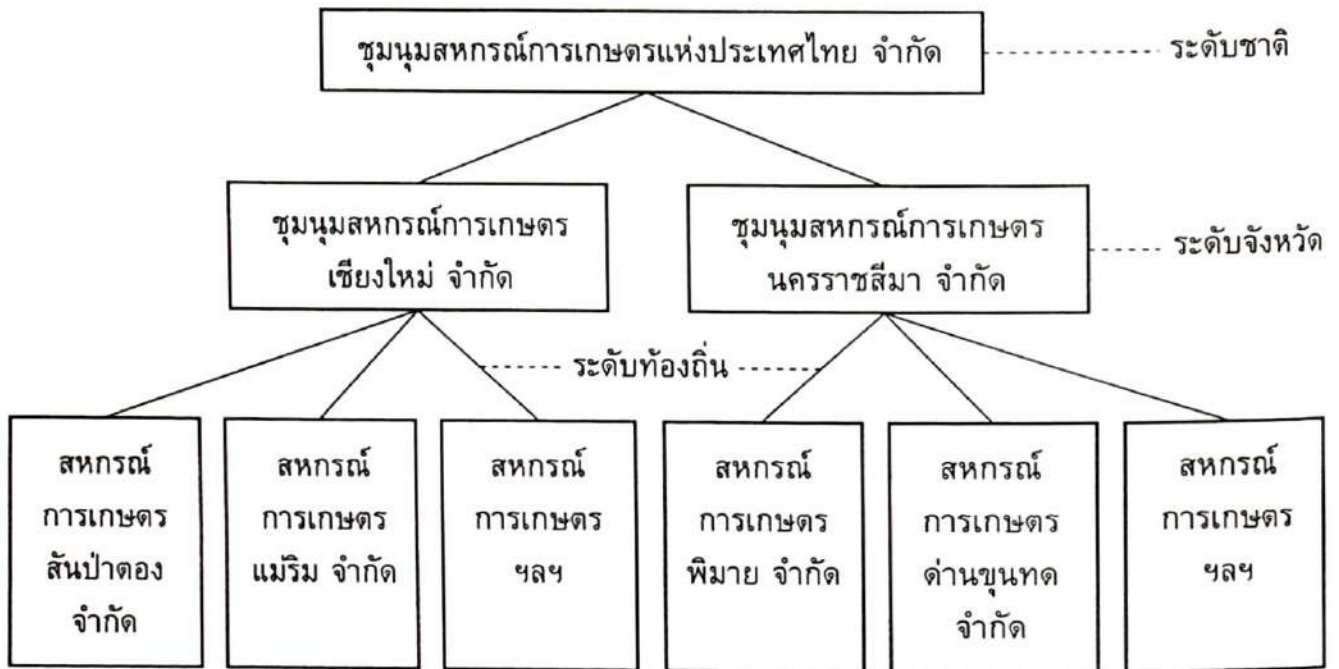 ชุมนุมสหกรณ์การเกษตรแห่งประเทศไทย จำกัด
ระดับชาติ
ชุมนุมสหกรณ์การเกษตร
เชียงใหม่ จำกัด
ชุมนุมสหกรณ์การเกษตร
นครราชสีมา จำกัด
ระดับจังหวัด
ระดับท้องถิ่น
สหกรณ์
การเกษตร
สันป่าตอง
จำกัด
สหกรณ์
การเกษตร
แม่ริม จำกัด
สหกรณ์
การเกษตร
ฯลฯ
สหกรณ์
การเกษตร
พิมาย จำกัด
สหกรณ์
การเกษตร
ด่านขุนทด
จำกัด
สหกรณ์
การเกษตร
ฯลฯ